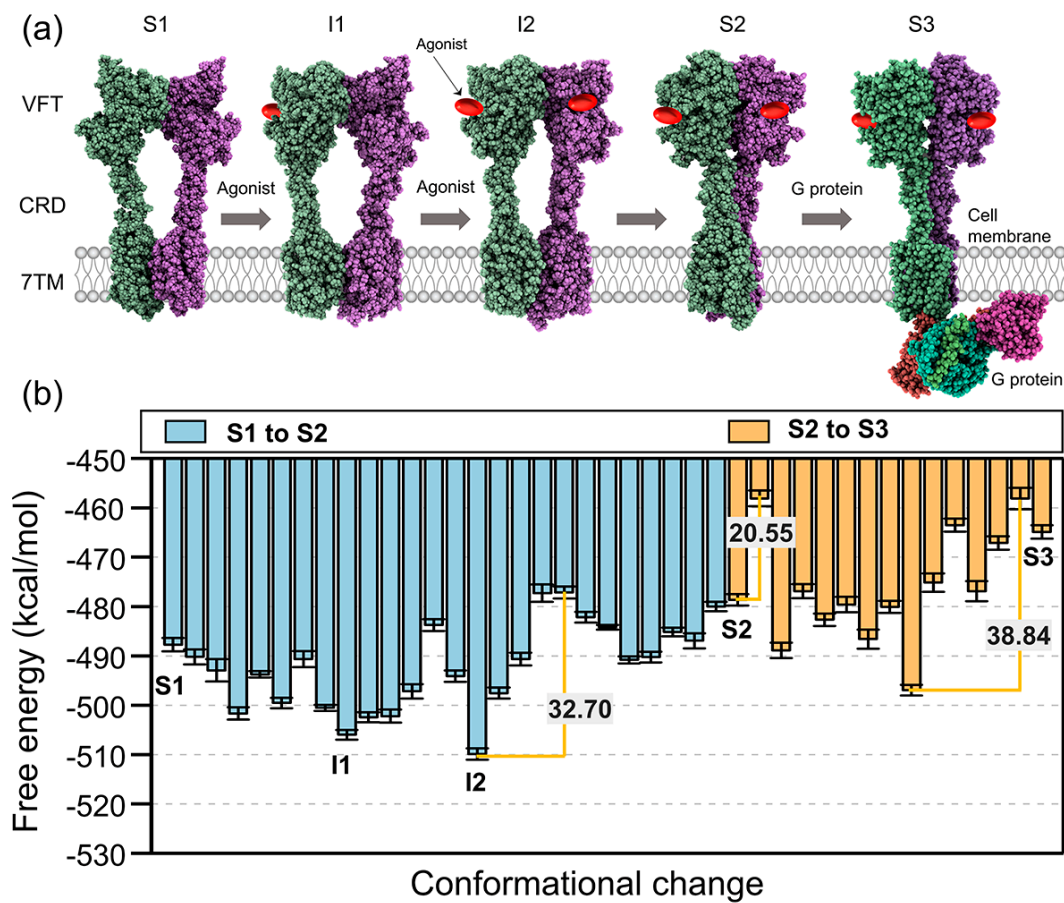 (a)
S1 I1 I2 S2 S3
Agonist
VFT
Agonist Agonist G protein
CRD
Cell
membrane
7TM
G protein
(b)
S1 to S2 S2 to S3
-450
-460
-470
-480
-490
-500
-510
-520
-530
Free energy (kcal/mol)
S1
I1
I2
32.70
S2
20.55
38.84
S3
Conformational change